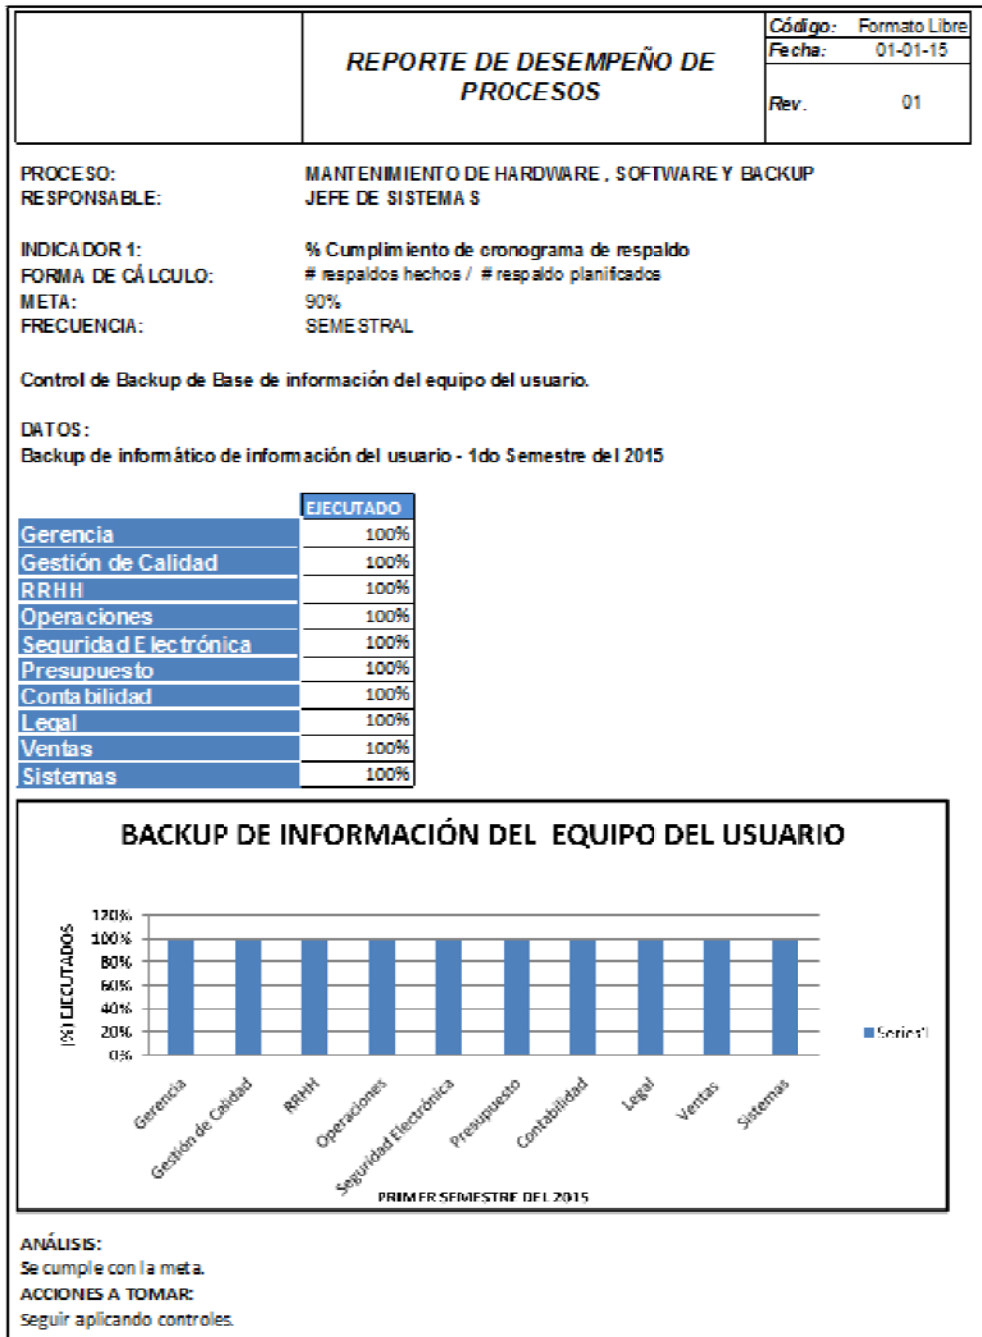 REPORTE DE DESEMPEÑO DE
PROCESOS
Código: Formato Libre
Fecha: 01-01-15
Rev. 01
PROCESO: MANTENIMIENTO DE HARDWARE , SOFTWARE Y BACKUP
RESPONSABLE: JEFE DE SISTEMAS
INDICADOR 1: % Cumplimiento de cronograma de respaldo
FORMA DE CÁLCULO: # respaldos hechos / # respaldo planificados
META: 90%
FRECUENCIA: SEMESTRAL
Control de Backup de Base de información del equipo del usuario.
DATOS:
Backup de informático de información del usuario - 1do Semestre del 2015
EJECUTADO
Gerencia 100%
Gestión de Calidad 100%
RRHH 100%
Operaciones 100%
Seguridad Electrónica 100%
Presupuesto 100%
Contabilidad 100%
Legal 100%
Ventas 100%
Sistemas 100%
BACKUP DE INFORMACIÓN DEL EQUIPO DEL USUARIO
(%) EJECUTADOS
120%
100%
80%
60%
40%
20%
0%
Series1
Gerencia
Gestión de Calidad
RRHH
Operaciones
Seguridad Electrónica
Presupuesto
Contabilidad
Legal
Ventas
Sistemas
PRIMER SEMESTRE DEL 2015
ANÁLISIS:
Se cumple con la meta.
ACCIONES A TOMAR:
Seguir aplicando controles.